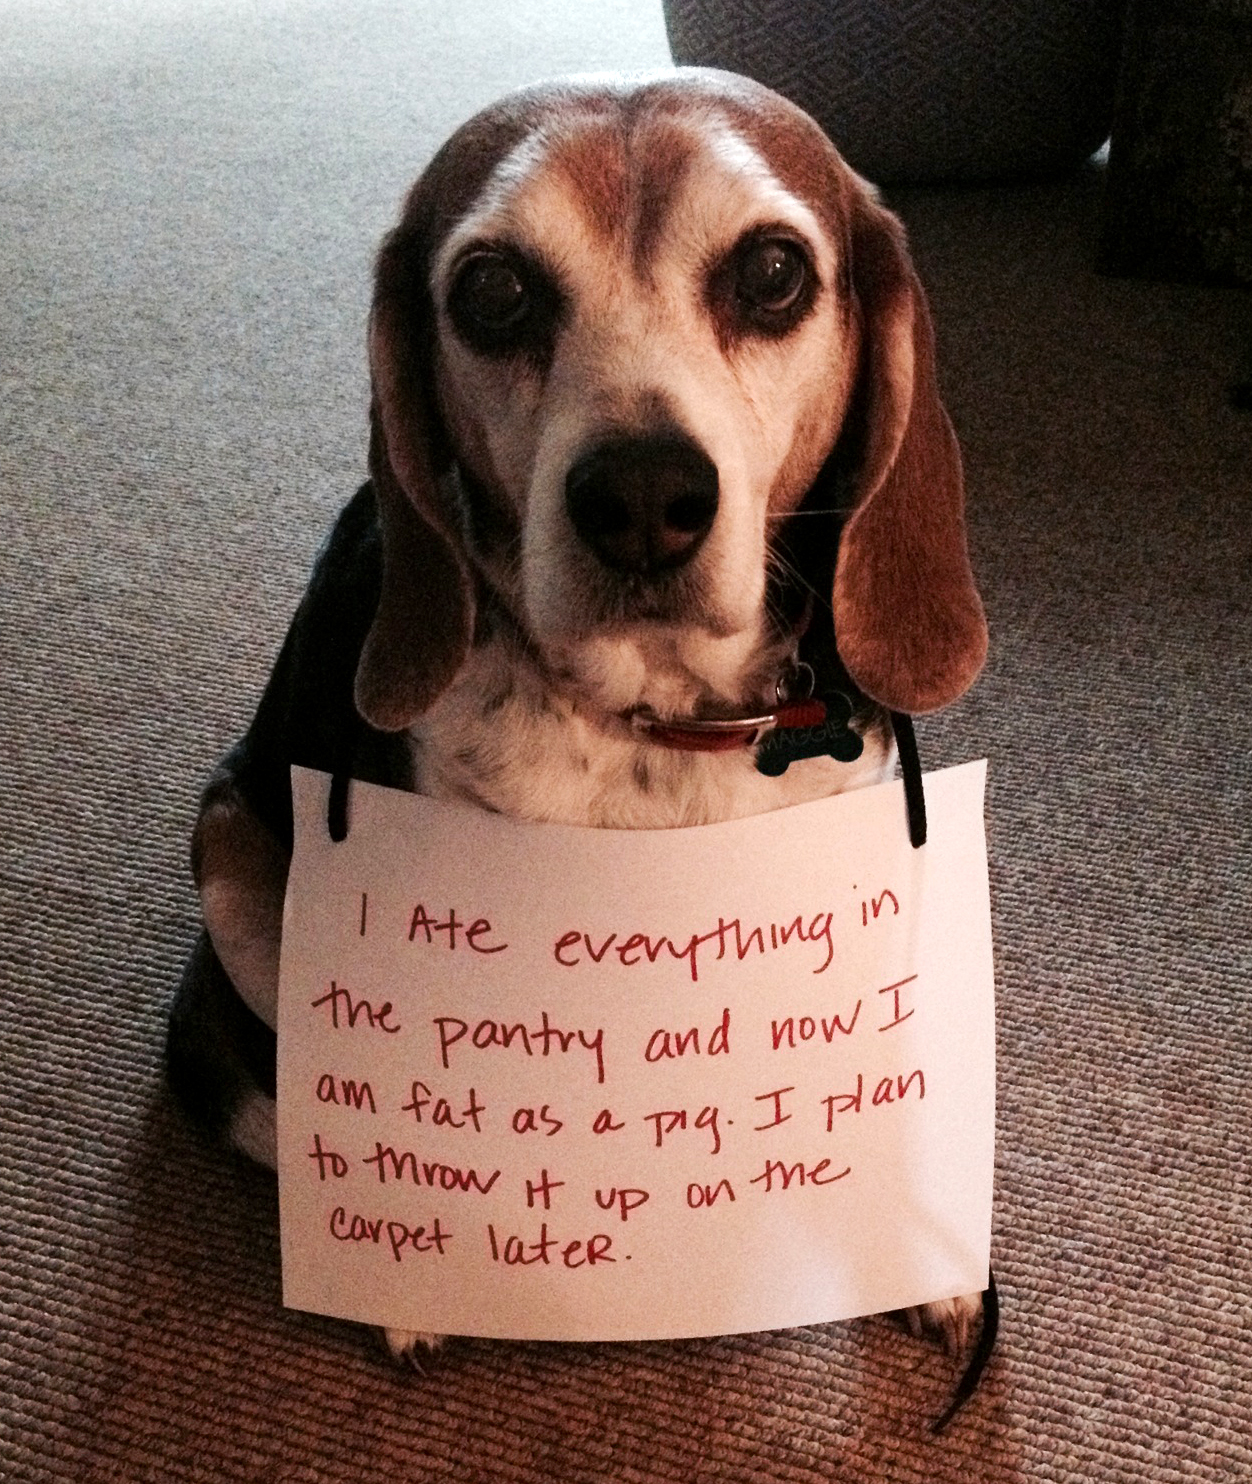 MAGGIE
I Ate everything in
the pantry and now I
am fat as a pig. I plan
to throw it up on the
carpet later.